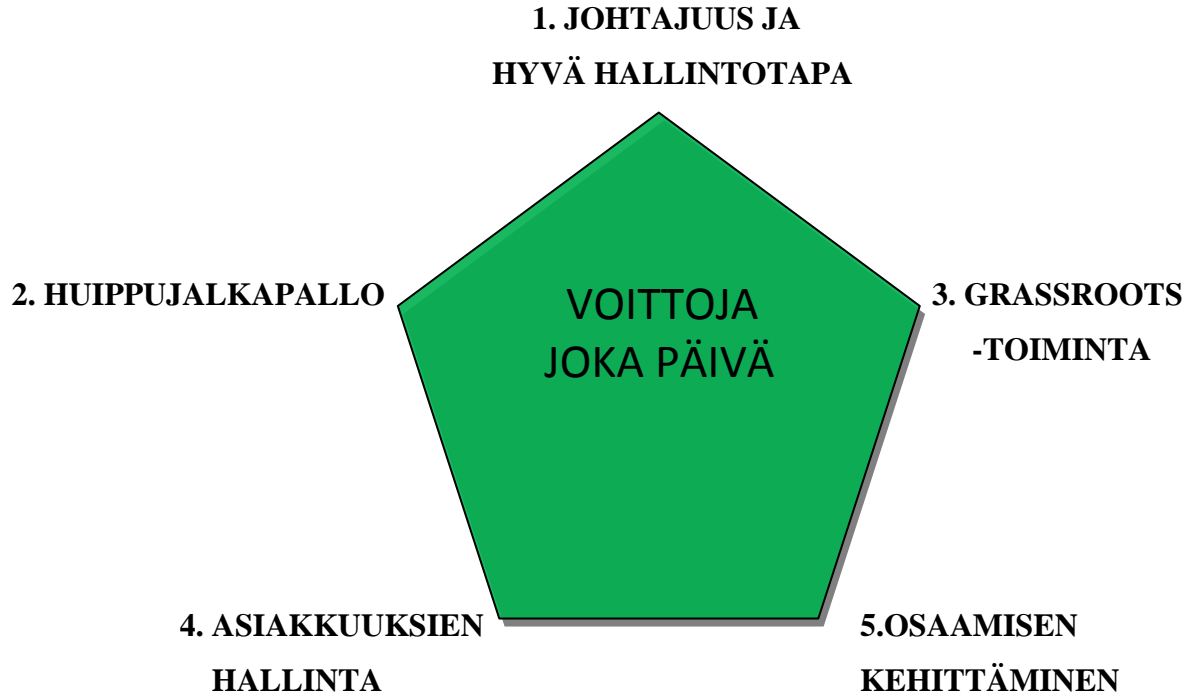 1. JOHTAJUUS JA
HYVÄ HALLINTOTAPA
2. HUIPPUJALKAPALLO
VOITTOJA
JOKA PÄIVÄ
3. GRASSROOTS
-TOIMINTA
4. ASIAKKUUKSIEN
HALLINTA
5.OSAAMISEN
KEHITTÄMINEN